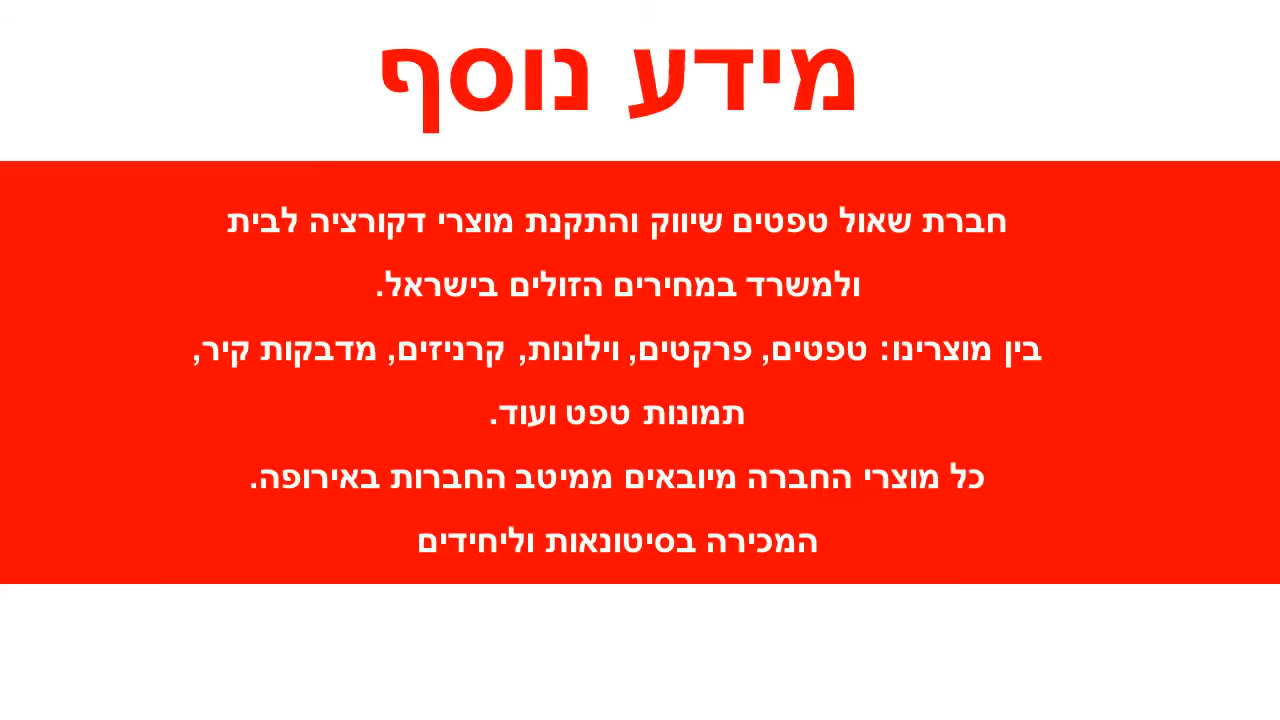 מידע נוסף
חברת שאול טפטים שיווק והתקנת מוצרי דקורציה לבית
ולמשרד במחירים הזולים בישראל.
בין מוצרינו: טפטים, פרקטים, וילונות, קרניזים, מדבקות קיר,
תמונות טפט ועוד.
כל מוצרי החברה מיובאים ממיטב החברות באירופה.
המכירה בסיטונאות וליחידים